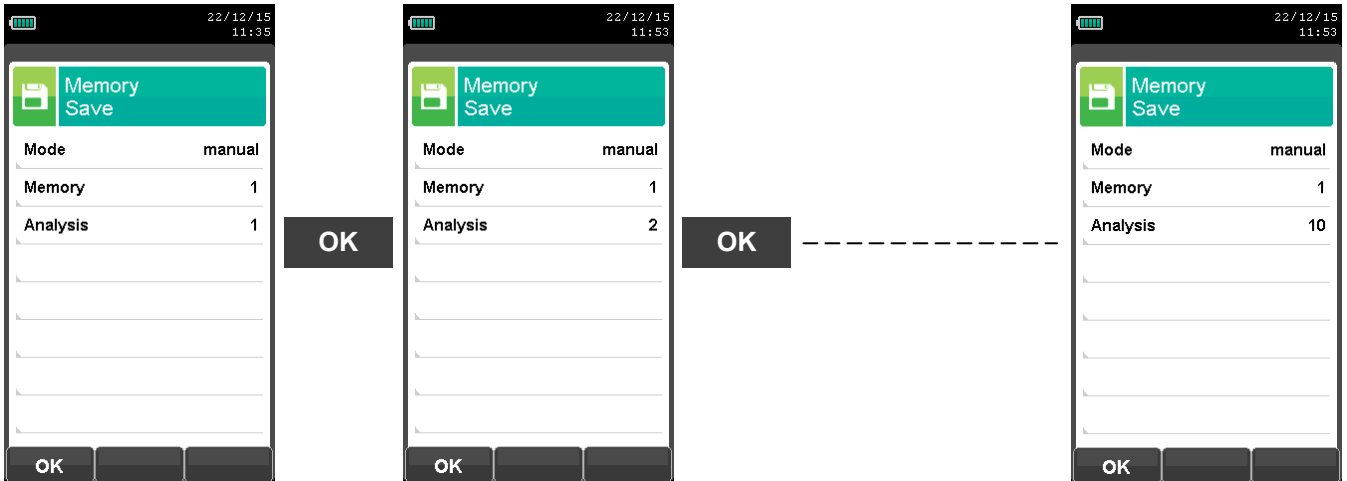 22/12/15
11:35
Memory
Save
Mode manual
Memory 1
Analysis 1
OK
OK
22/12/15
11:53
Memory
Save
Mode manual
Memory 1
Analysis 2
OK
OK
22/12/15
11:53
Memory
Save
Mode manual
Memory 1
Analysis 10
OK